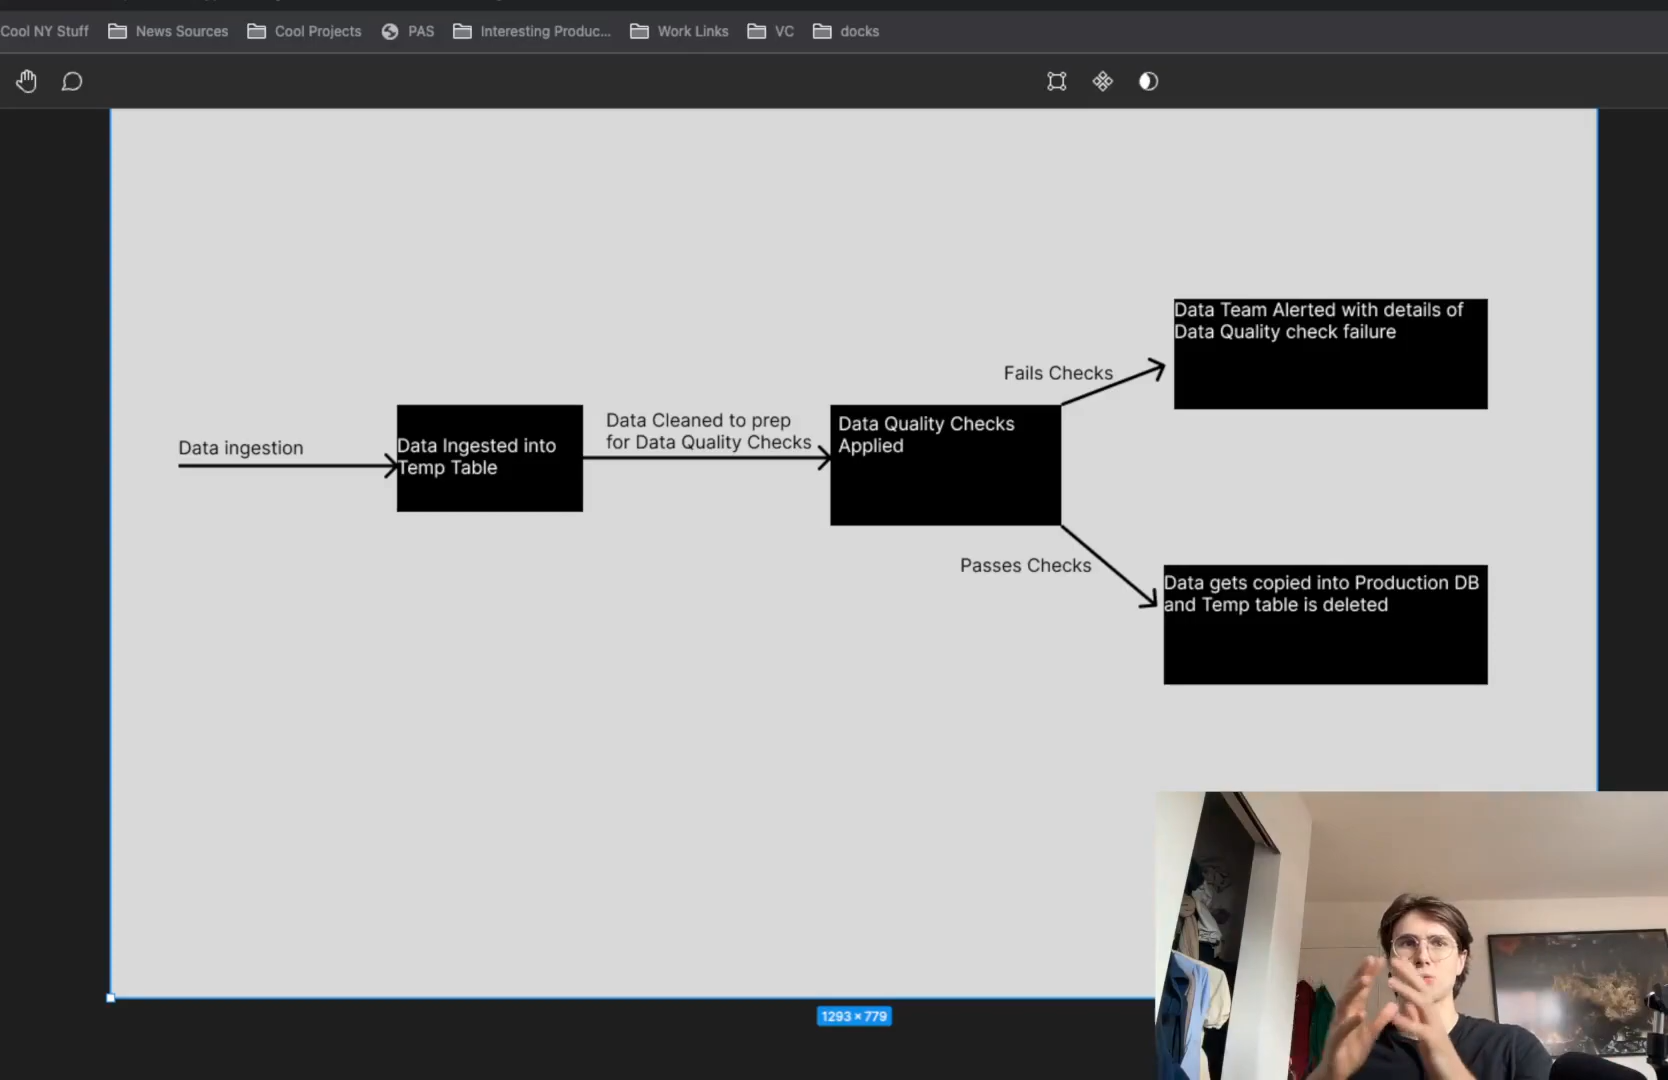 Cool NY Stuff
News Sources
Cool Projects
PAS
Interesting Produc...
Work Links
VC
docks
Data Team Alerted with details of
Data Quality check failure
Fails Checks
Data Cleaned to prep
for Data Quality Checks
Data Quality Checks
Applied
Data ingestion
Data Ingested into
Temp Table
Passes Checks
Data gets copied into Production DB
and Temp table is deleted
1293 × 779